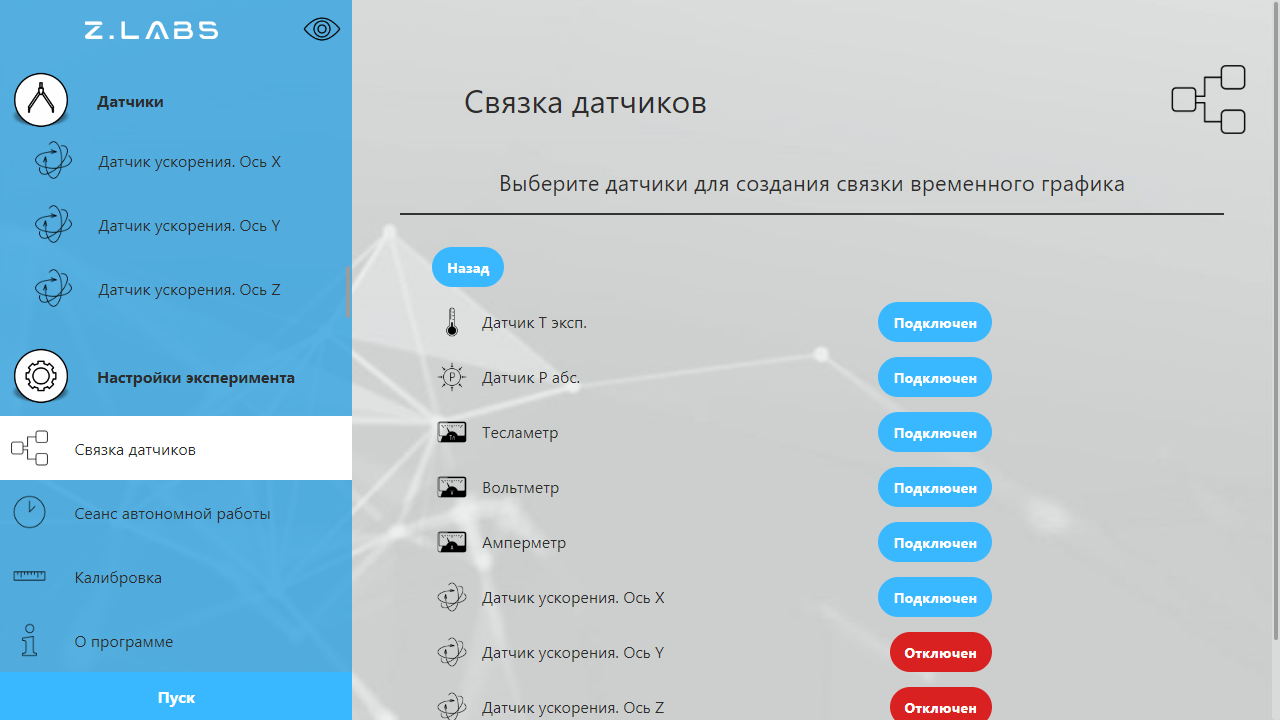 Z.LABS
Датчики
Датчик ускорения. Ось X
Датчик ускорения. Ось Y
Датчик ускорения. Ось Z
Настройки эксперимента
Связка датчиков
Сеанс автономной работы
Калибровка
О программе
Пуск
Связка датчиков
Выберите датчики для создания связки временного графика
Назад
Датчик Т эксп. Подключен
P Датчик Р абс. Подключен
Тл Тесламетр Подключен
Вольтметр Подключен
Амперметр Подключен
Датчик ускорения. Ось X Подключен
Датчик ускорения. Ось Y Отключен
Датчик ускорения. Ось Z Отключен